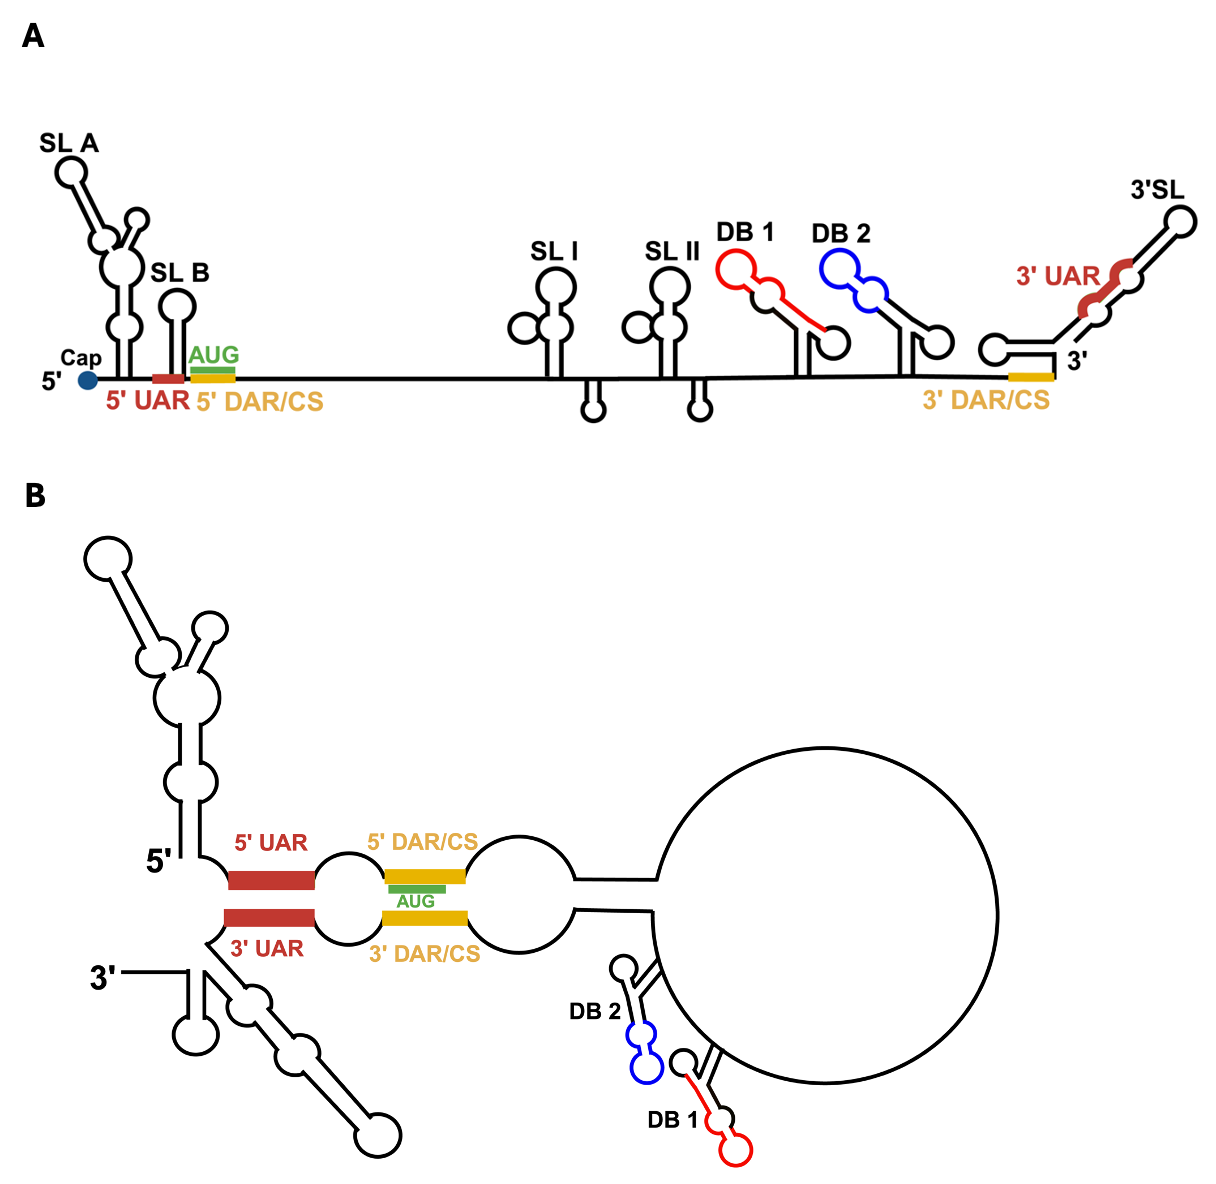 A
SL A
3'SL
DB 1
DB 2
SL I
SL II
SL B
3' UAR
Cap
AUG
3'
5'
5' UAR
5' DAR/CS
3' DAR/CS
B
5' UAR
5' DAR/CS
5'
AUG
3' UAR
3' DAR/CS
3'
DB 2
DB 1